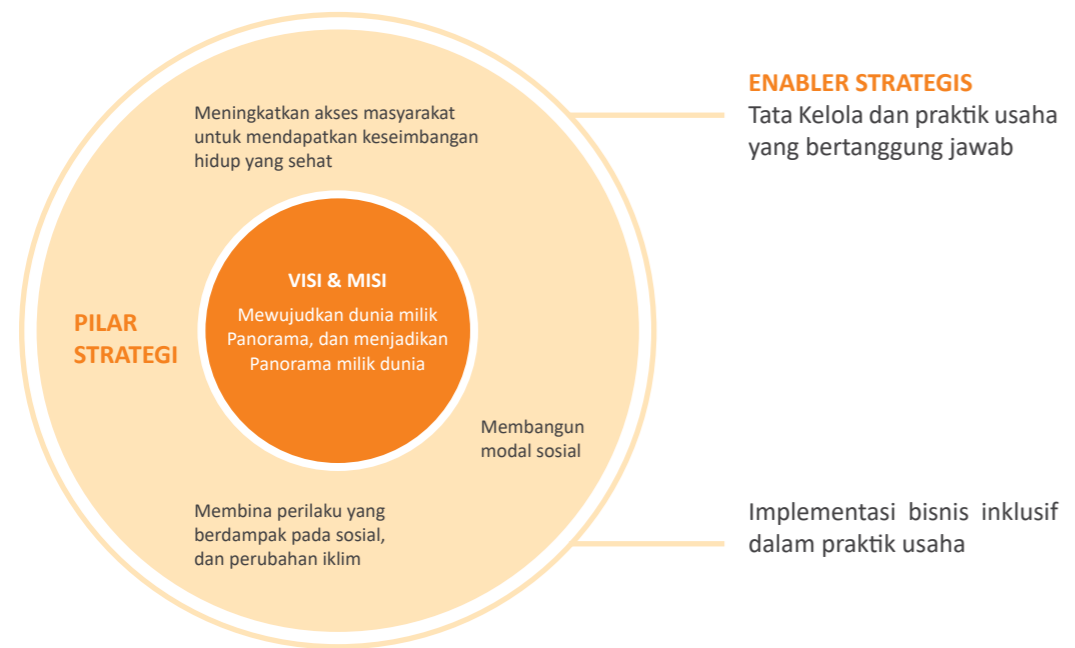 Meningkatkan akses masyarakat
untuk mendapatkan keseimbangan
hidup yang sehat
VISI & MISI
Mewujudkan dunia milik
Panorama, dan menjadikan
Panorama milik dunia
PILAR
STRATEGI
Membangun
modal sosial
Membina perilaku yang
berdampak pada sosial,
dan perubahan iklim
ENABLER STRATEGIS
Tata Kelola dan praktik usaha
yang bertanggung jawab
Implementasi bisnis inklusif
dalam praktik usaha